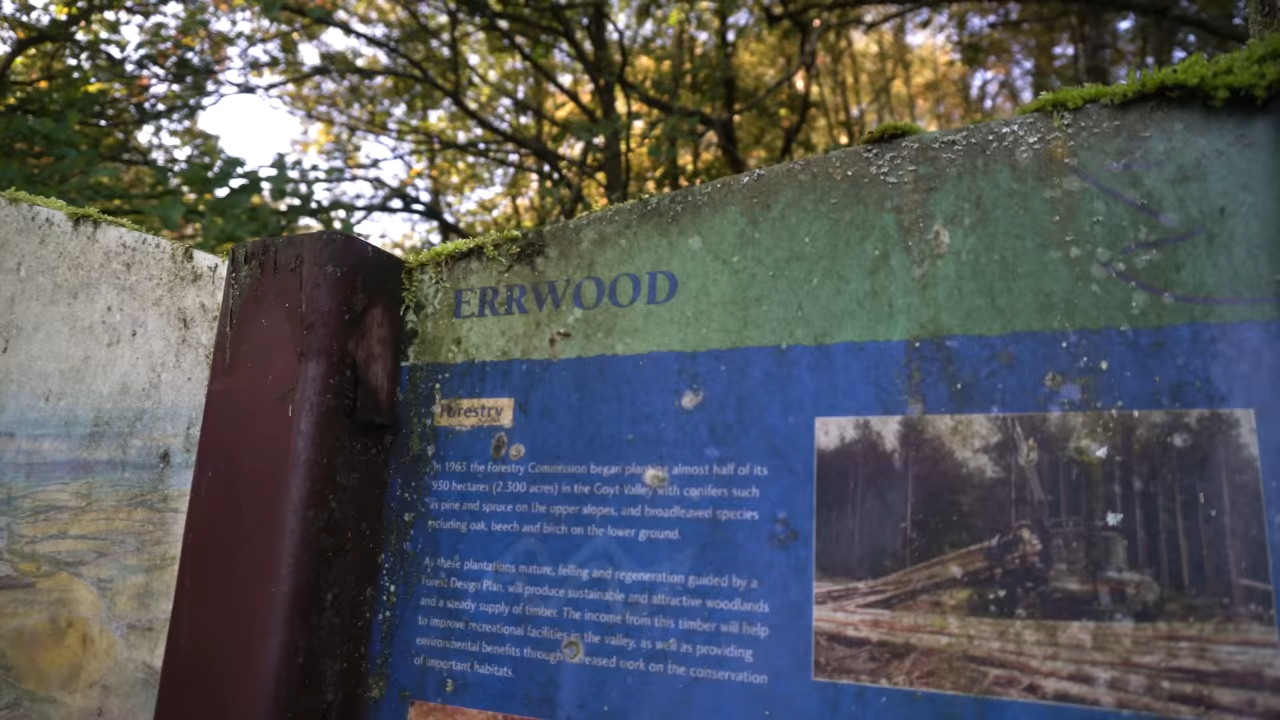 ERRWOOD
Forestry
In 1963 the Forestry Commission began planting almost half of its
950 hectares (2.300 acres) in the Goyt Valley with conifers such
as pine and spruce on the upper slopes, and broadleaved species
including oak, beech and birch on the lower ground.
As these plantations mature, felling and regeneration guided by a
Forest Design Plan, will produce sustainable and attractive woodlands
and a steady supply of timber. The income from this timber will help
to improve recreational facilities in the valley, as well as providing
environmental benefits through increased work on the conservation
of important habitats.